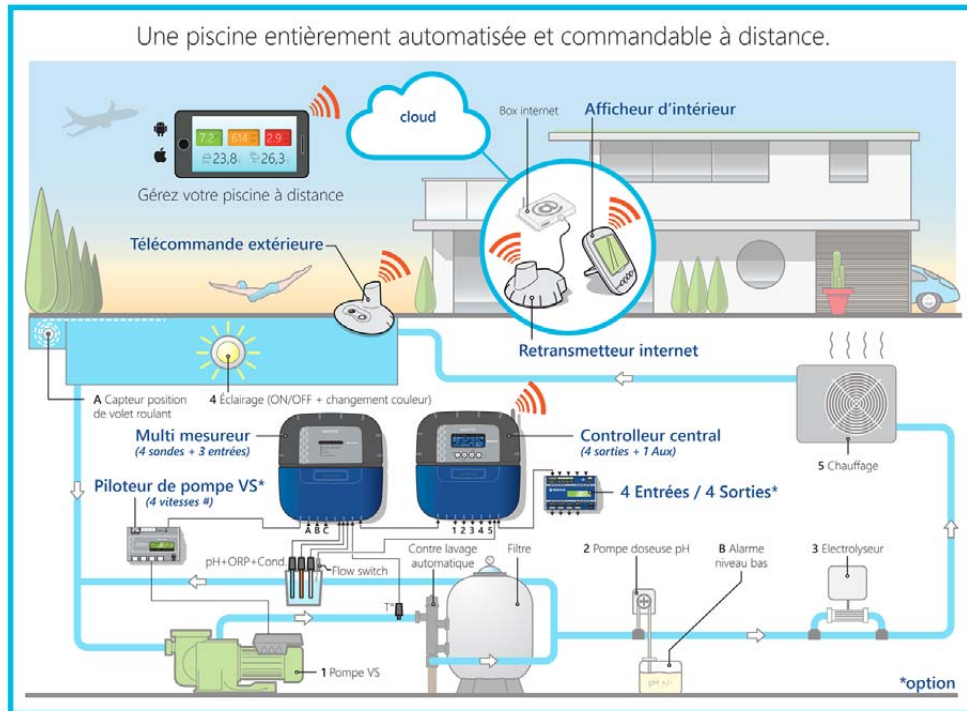 Une piscine entièrement automatisée et commandable à distance.
cloud
Box internet
Afficheur d'intérieur
7.2
614
2.9
23,8
26,3
Gérez votre piscine à distance
Télécommande extérieure
Retransmetteur internet
A Capteur position
de volet roulant
4 Éclairage (ON/OFF + changement couleur)
Multi mesureur
(4 sondes + 3 entrées)
Controlleur central
(4 sorties + 1 Aux)
5 Chauffage
Piloteur de pompe VS*
(4 vitesses #)
4 Entrées / 4 Sorties*
A B C
1 2 3 4 5
pH+ORP+Cond.
Flow switch
Contre lavage
automatique
Filtre
2 Pompe doseuse pH
B Alarme
niveau bas
3 Electrolyseur
T°
1 Pompe VS
pH +/-
*option